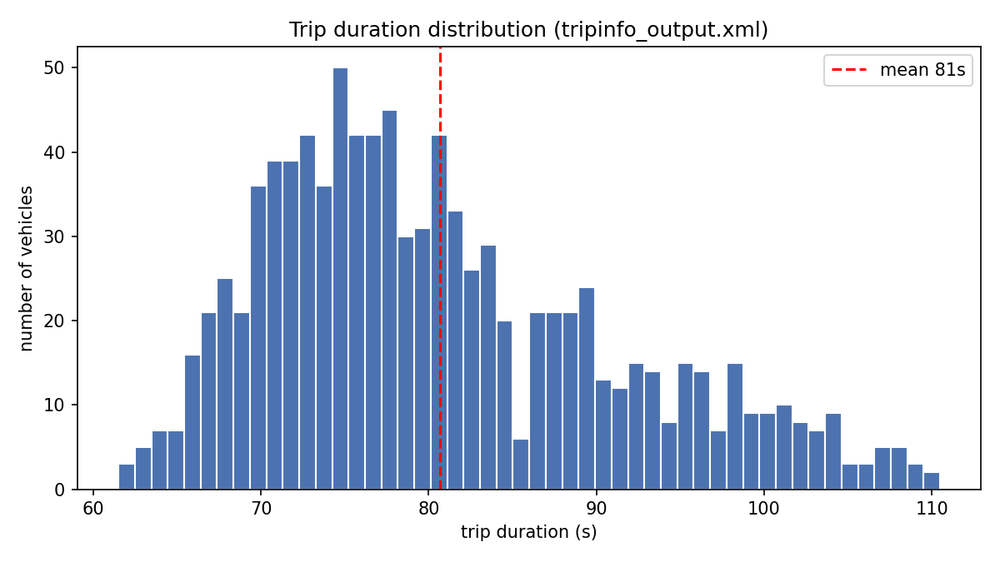 Trip duration distribution (tripinfo_output.xml)
mean 81s
number of vehicles
50
40
30
20
10
0
60 70 80 90 100 110
trip duration (s)